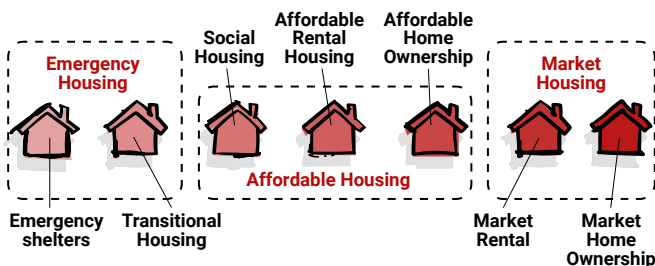 Emergency
Housing
Social
Housing
Affordable
Rental
Housing
Affordable
Home
Ownership
Market
Housing
Affordable Housing
Emergency
shelters
Transitional
Housing
Market
Rental
Market
Home
Ownership